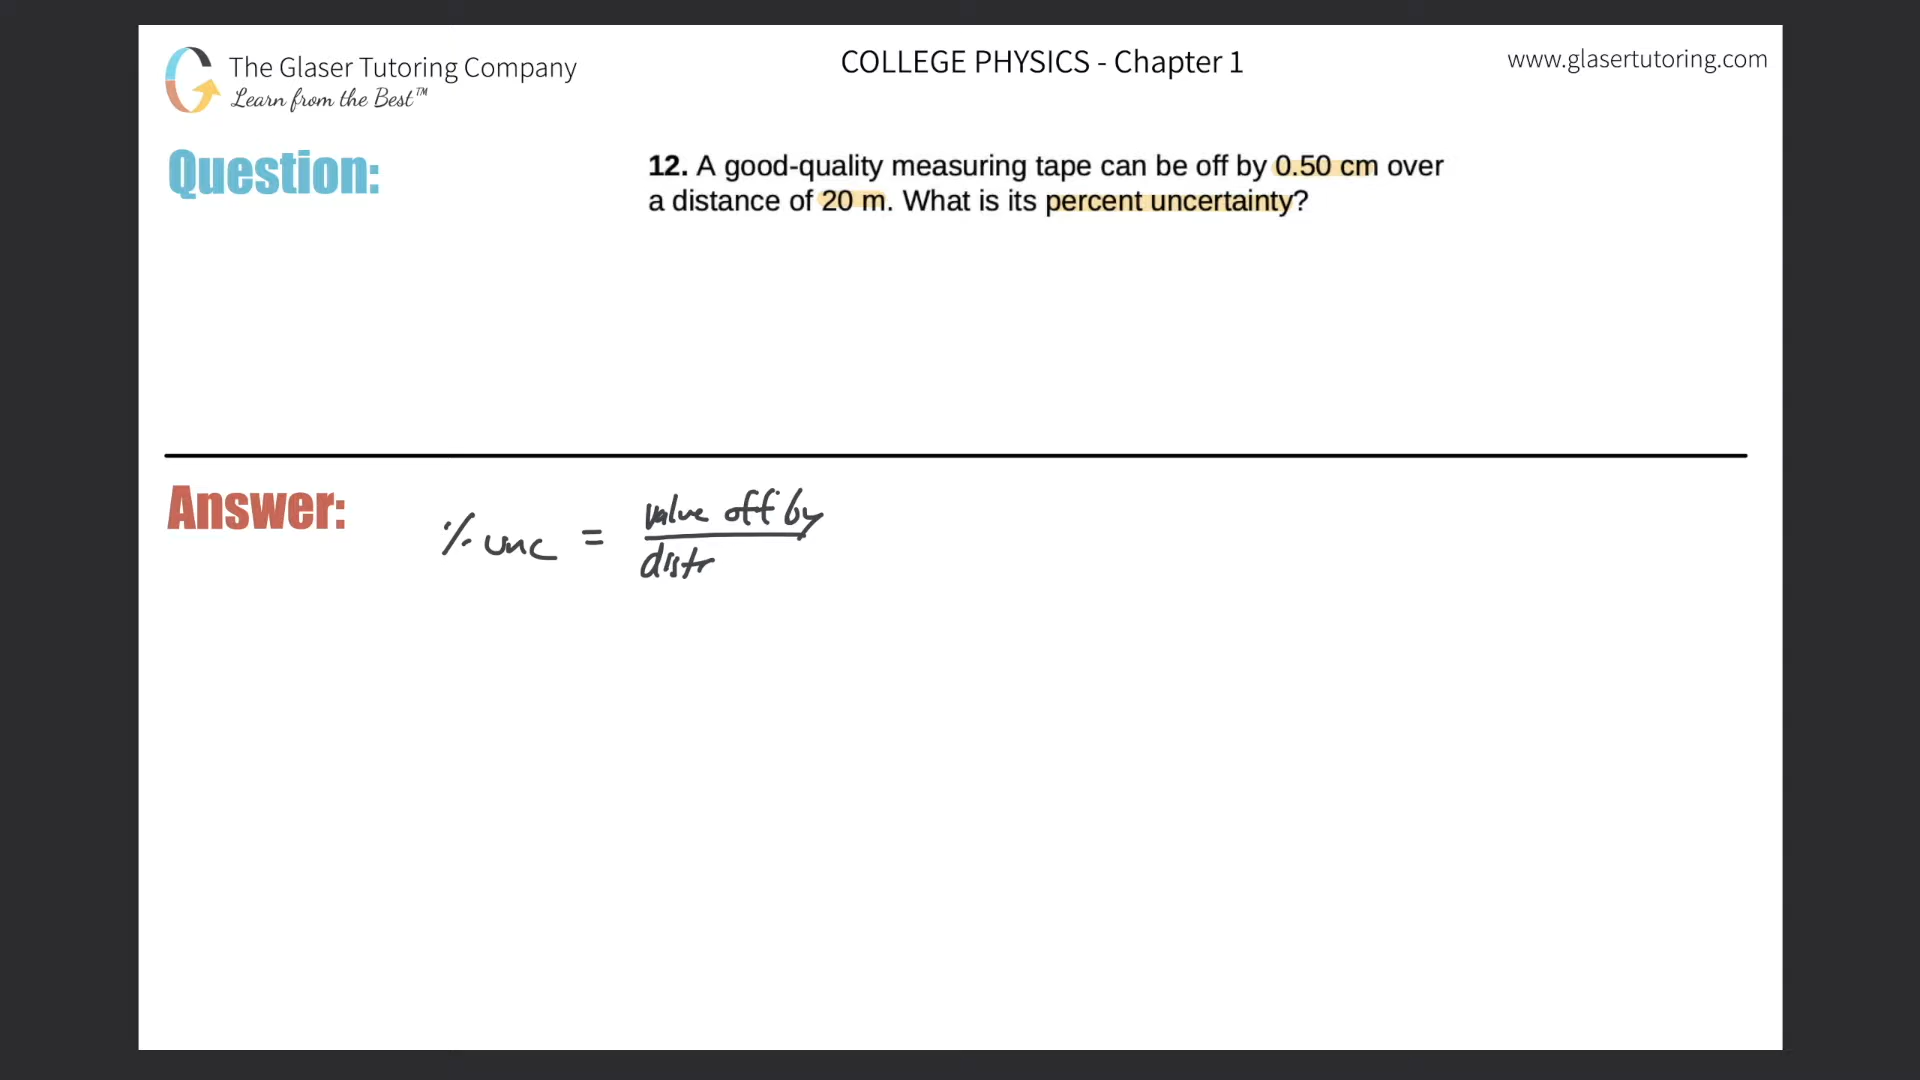 The Glaser Tutoring Company
Learn from the Best™
COLLEGE PHYSICS - Chapter 1
www.glasertutoring.com
Question:
12. A good-quality measuring tape can be off by 0.50 cm over
a distance of 20 m. What is its percent uncertainty?
Answer:
% unc = value off by
distr